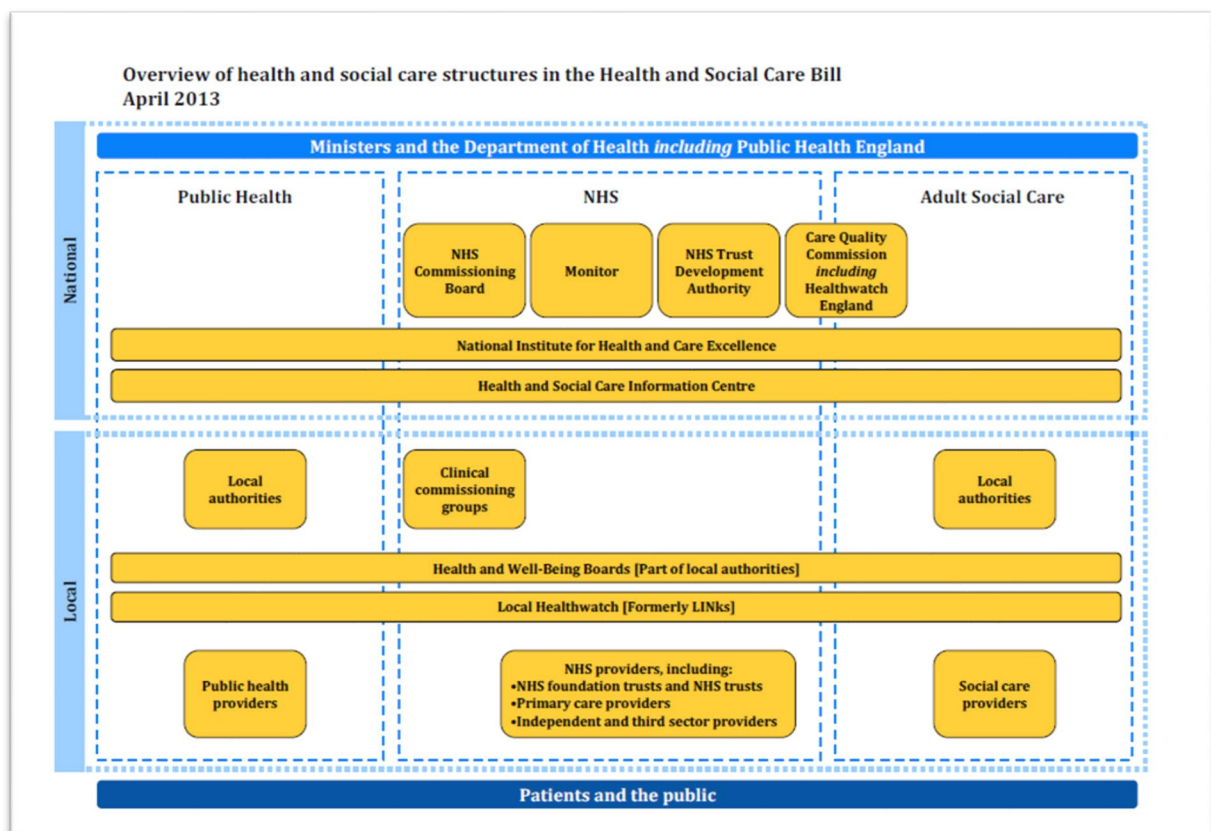 Overview of health and social care structures in the Health and Social Care Bill
April 2013
National
Ministers and the Department of Health including Public Health England
Public Health
NHS
Adult Social Care
NHS
Commissioning
Board
Monitor
NHS Trust
Development
Authority
Care Quality
Commission
including
Healthwatch
England
National Institute for Health and Care Excellence
Health and Social Care Information Centre
Local
Local
authorities
Clinical
commissioning
groups
Local
authorities
Health and Well-Being Boards [Part of local authorities]
Local Healthwatch [Formerly LINks]
Public health
providers
NHS providers, including:
•NHS foundation trusts and NHS trusts
•Primary care providers
•Independent and third sector providers
Social care
providers
Patients and the public